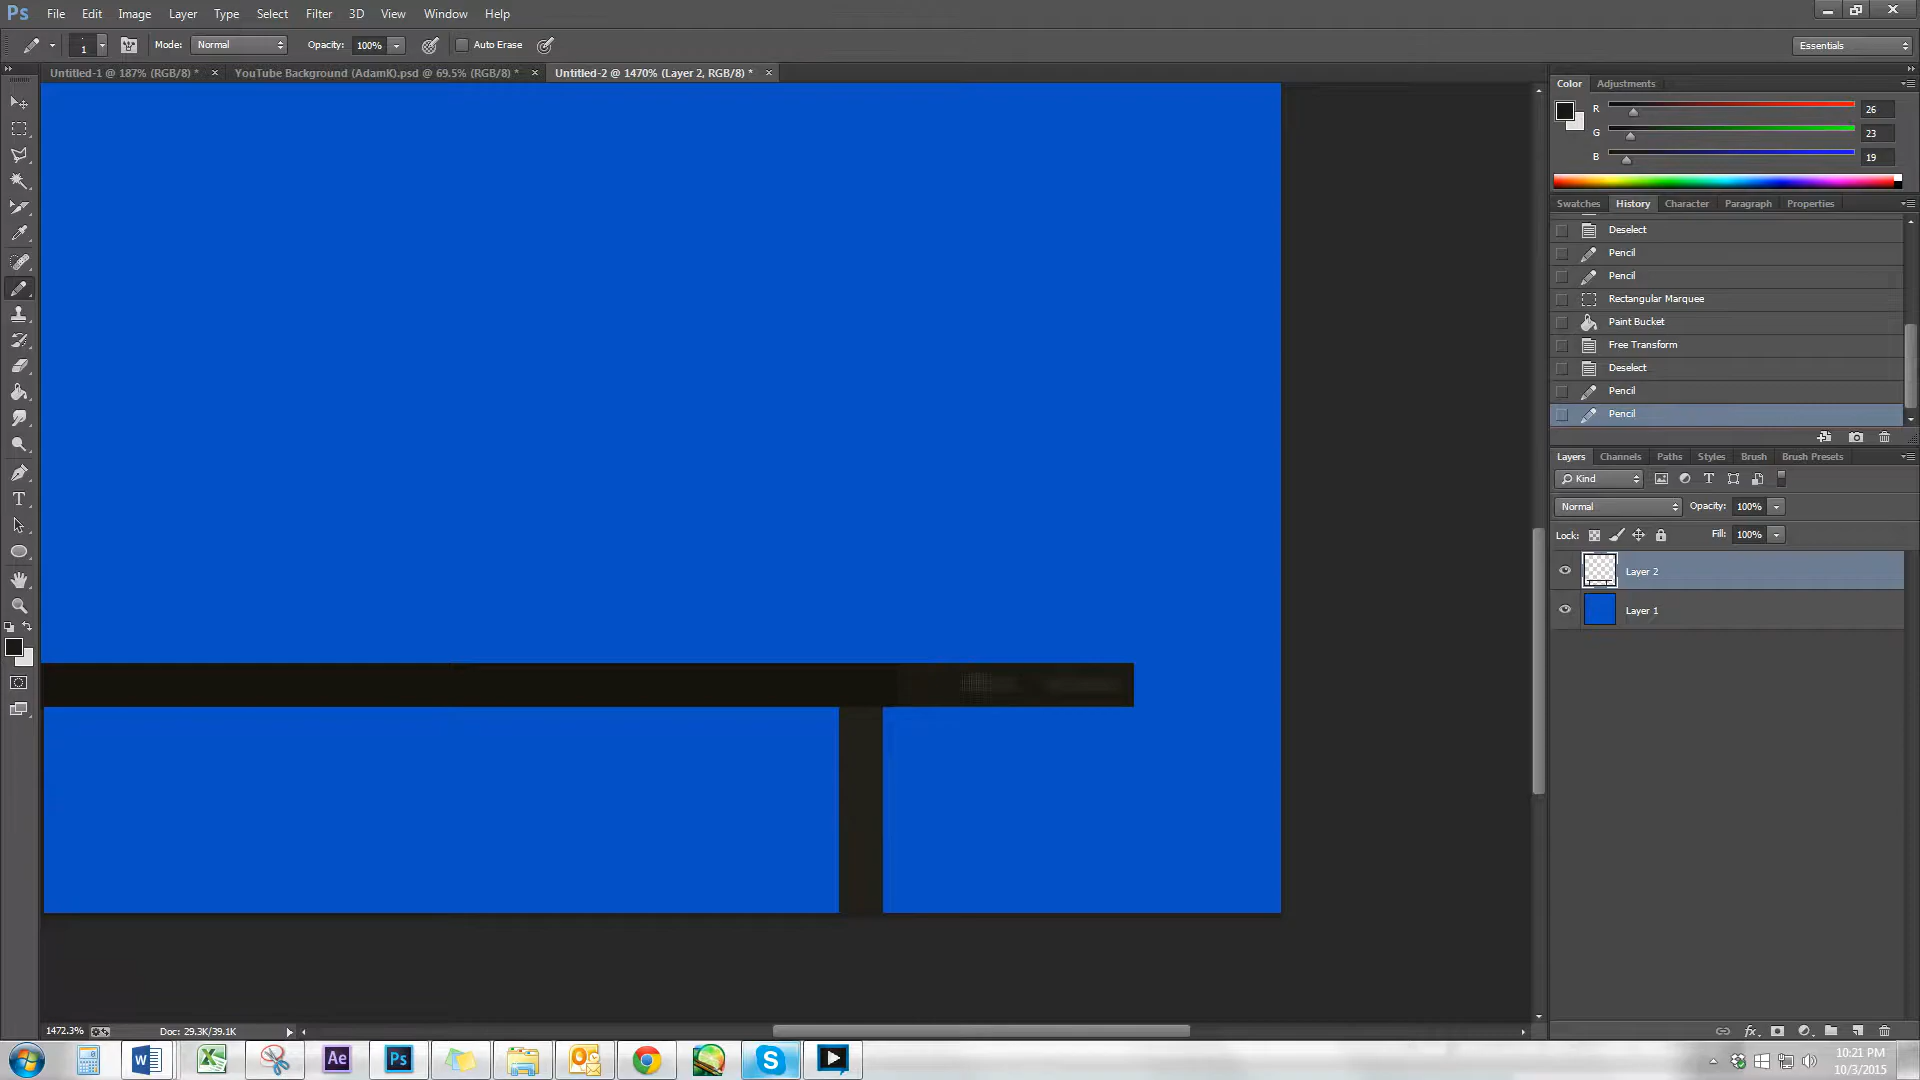 Ps File Edit Image Layer Type Select Filter 3D View Window Help
1 Mode: Normal Opacity: 100% Auto Erase Essentials
Untitled-1 @ 187% (RGB/8) * × YouTube Background (AdamK).psd @ 69.5% (RGB/8) * × Untitled-2 @ 1470% (Layer 2, RGB/8) * ×
Color Adjustments
R 26
G 23
B 19
Swatches History Character Paragraph Properties
Deselect
Pencil
Pencil
Rectangular Marquee
Paint Bucket
Free Transform
Deselect
Pencil
Pencil
Layers Channels Paths Styles Brush Brush Presets
Kind
Normal Opacity: 100%
Lock: Fill: 100%
Layer 2
Layer 1
1472.3% Doc: 29.3K/39.1K
Ae Ps
10:21 PM
10/3/2015